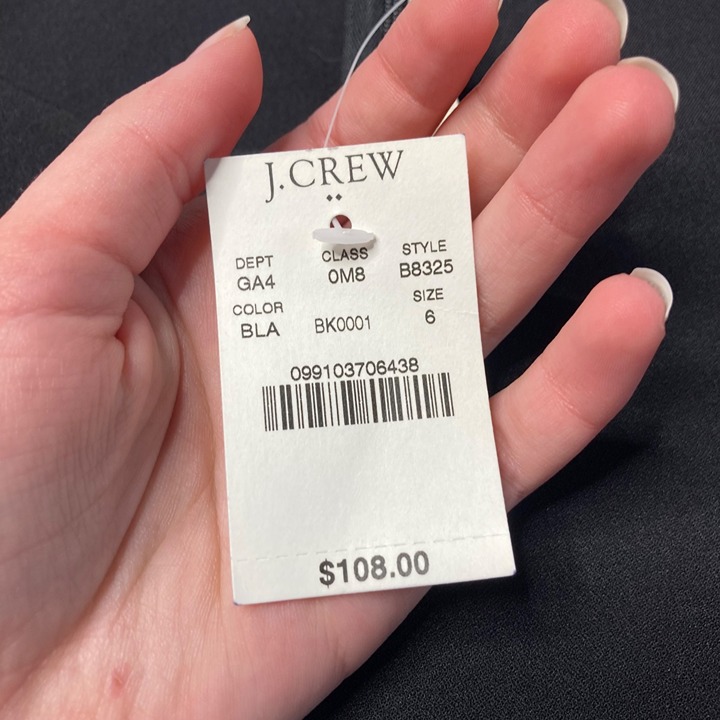 J.CREW
DEPT CLASS STYLE
GA4 0M8 B8325
COLOR SIZE
BLA BK0001 6
099103706438
$108.00